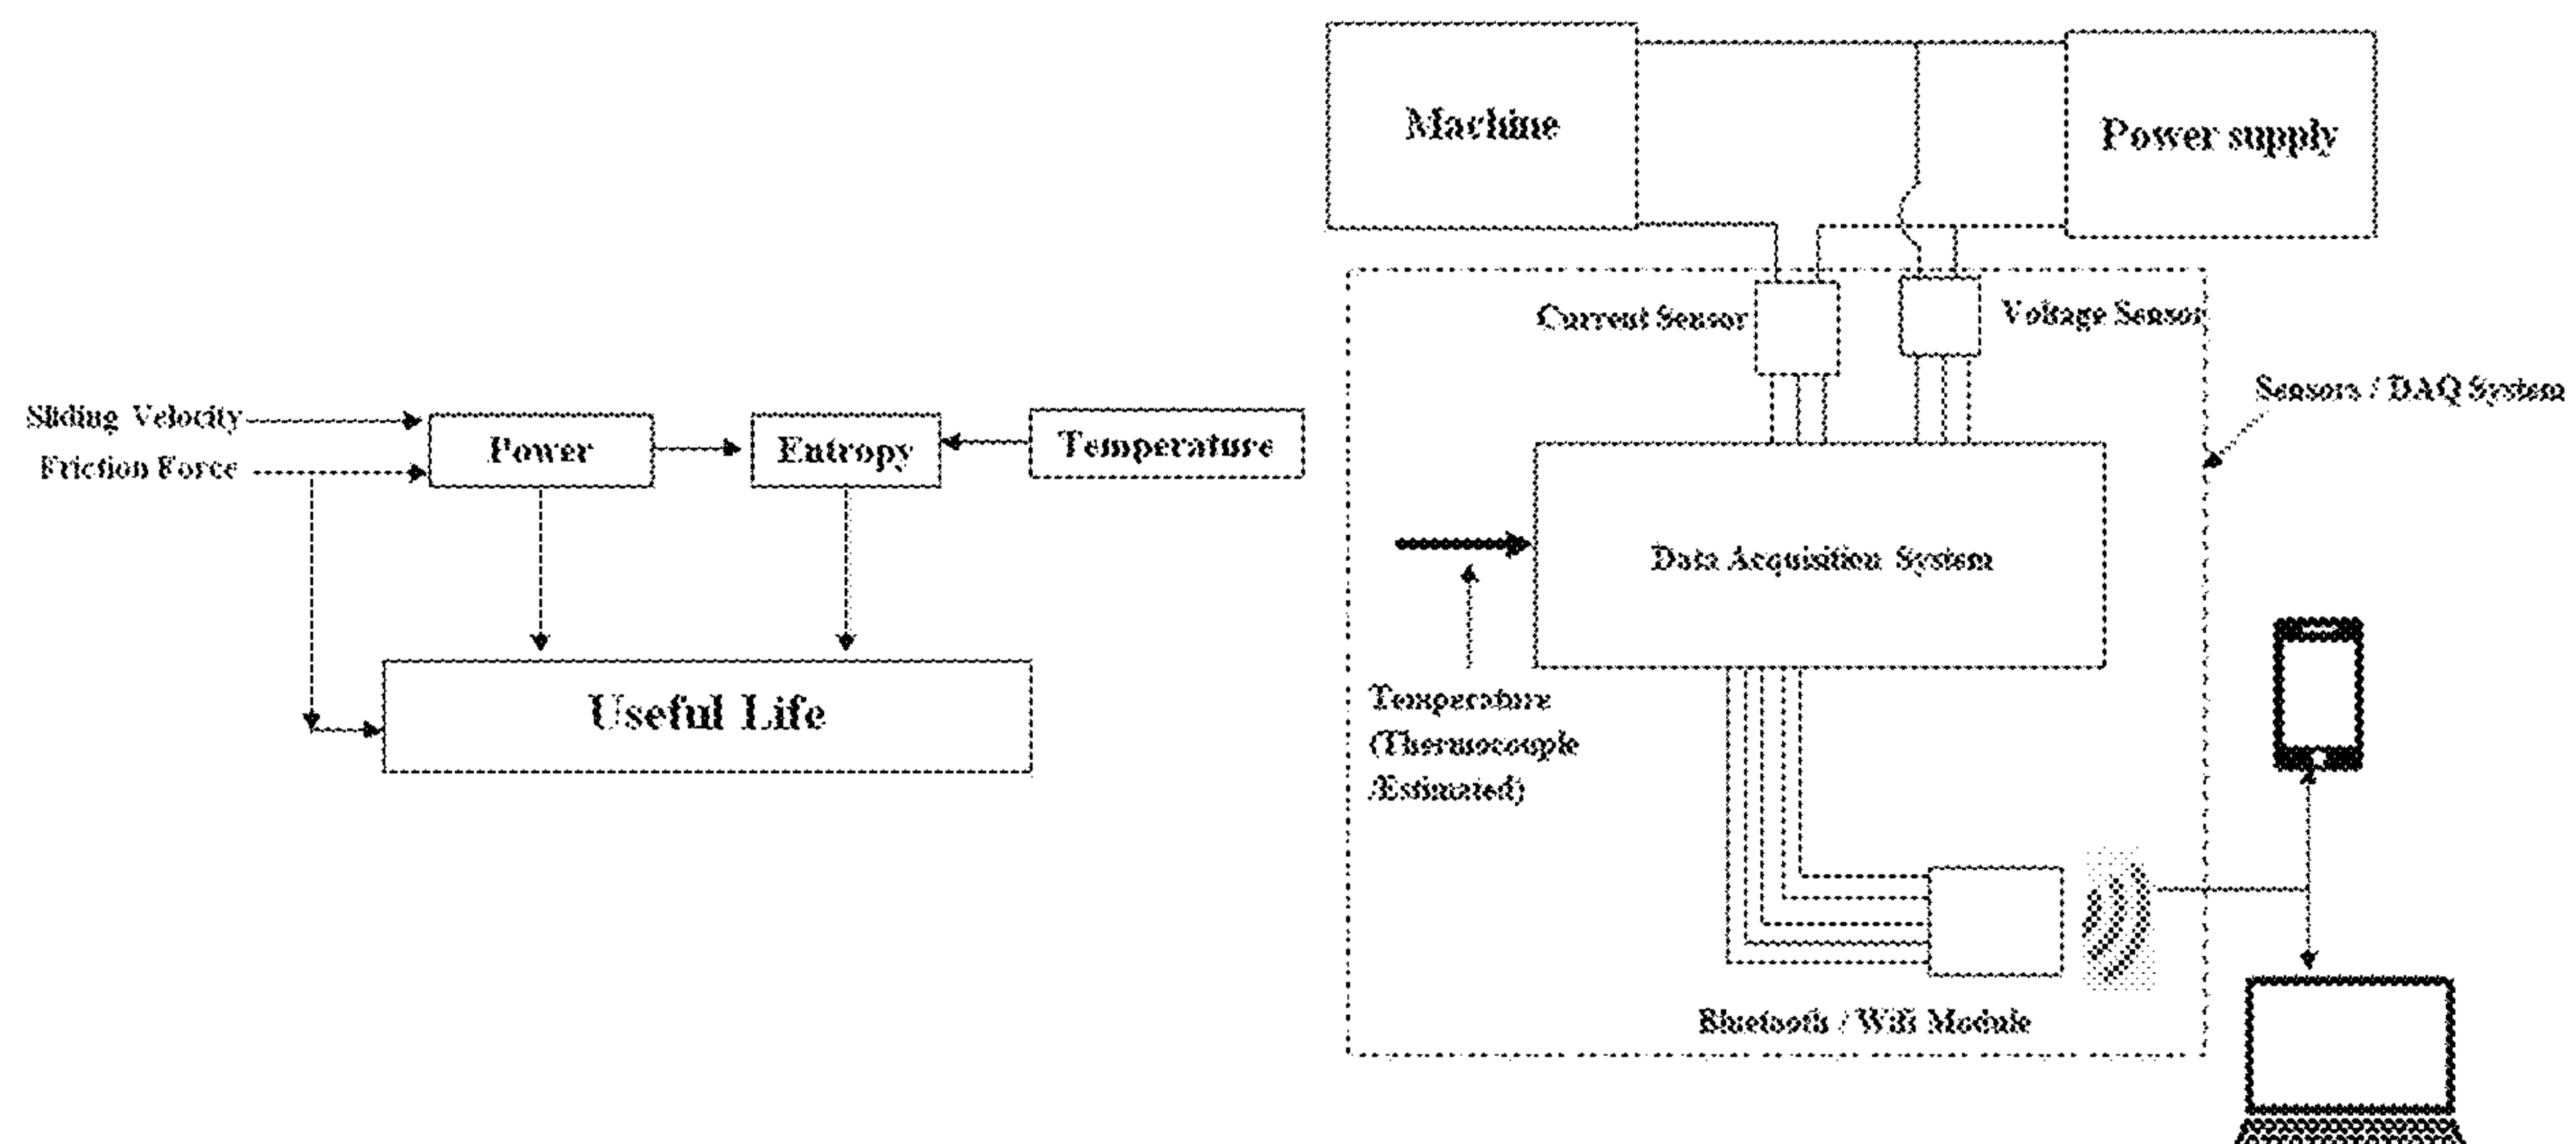 Sliding Velocity
Friction Force
Power
Entropy
Temperature
Useful Life
Machine
Power supply
Current Sensor
Voltage Sensor
Sensors / DAQ System
Data Acquisition System
Temperature
(Thermocouple
/Estimated)
Bluetooth / Wifi Module